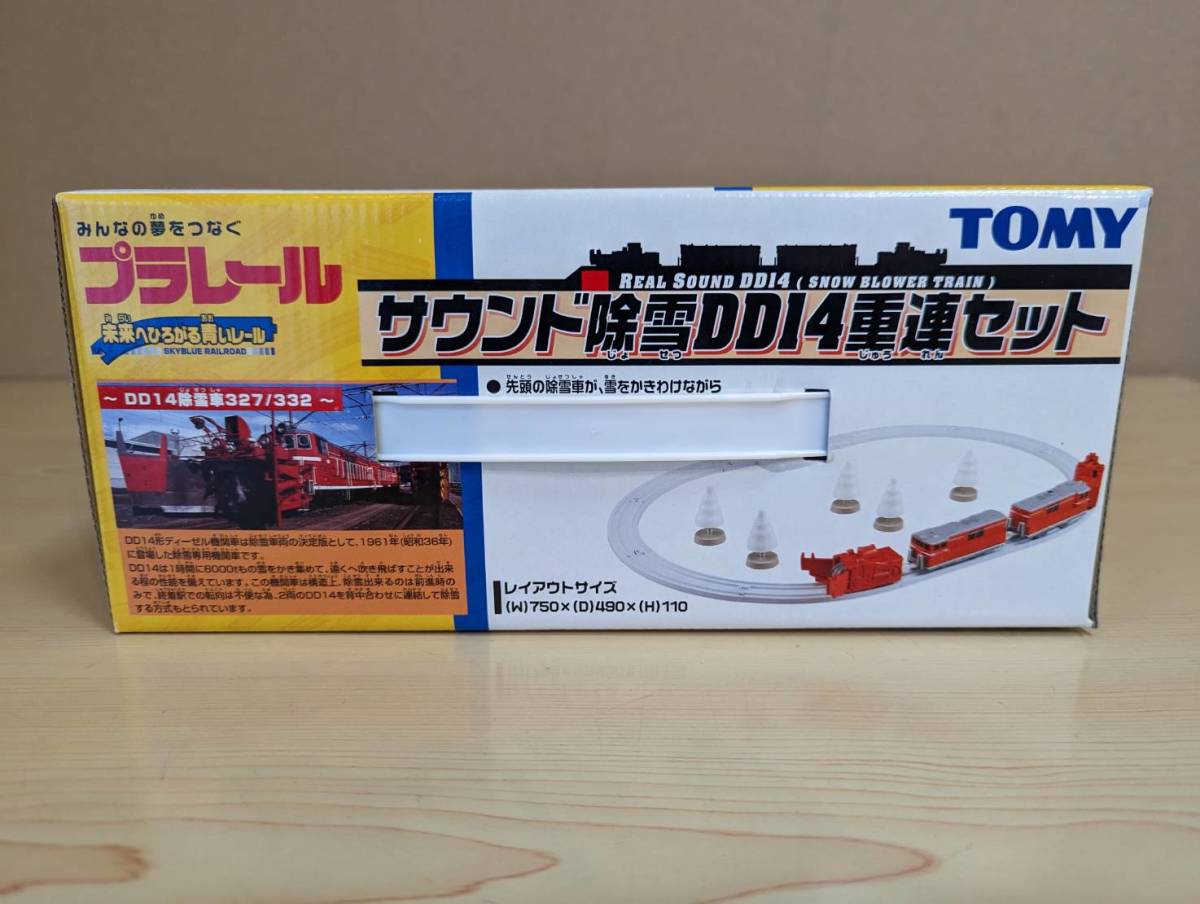 みんなの夢をつなぐ
プラレール
未来へひろがる青いレール
SKYBLUE RAILROAD
TOMY
REAL SOUND DD14 ( SNOW BLOWER TRAIN )
サウンド除雪DD14重連セット
～ DD14除雪車327/332 ～
DD14形ディーゼル機関車は除雪車両の決定版として、1961年(昭和36年)
に登場した除雪専用機関車です。
DD14は1時間に6000tもの雪をかき集めて、遠くへ吹き飛ばすことが出来
る程の性能を備えています。この機関車は構造上、除雪出来るのは前進時の
みで、終着駅での転向は不便な為、2両のDD14を背中合わせに連結して除雪
する方式もとられています。
● 先頭の除雪車が、雪をかきわけながら
レイアウトサイズ
(W)750×(D)490×(H)110